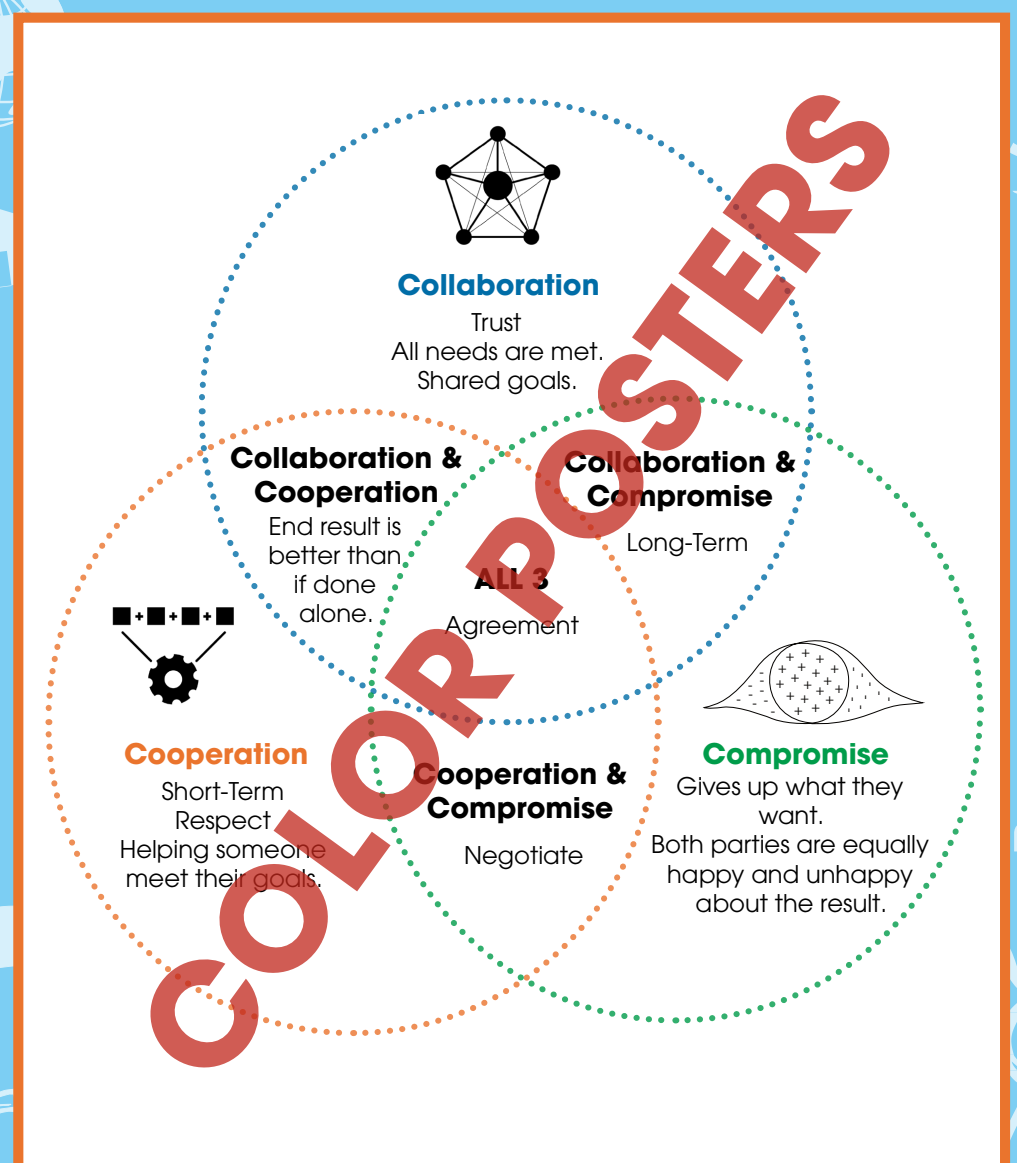 Collaboration
Trust
All needs are met.
Shared goals.
Collaboration &
Cooperation
End result is
better than
if done
alone.
Collaboration &
Compromise
Long-Term
ALL 3
Agreement
Cooperation
Short-Term
Respect
Helping someone
meet their goals.
Cooperation &
Compromise
Negotiate
Compromise
Gives up what they
want.
Both parties are equally
happy and unhappy
about the result.
COLOR POSTERS